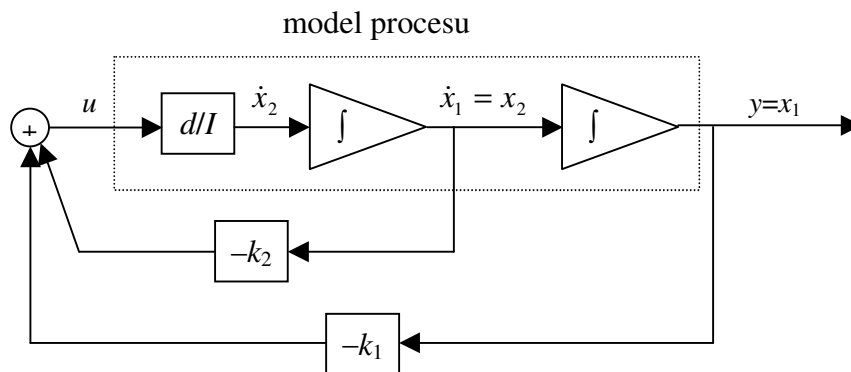 model procesu
u
d/I
ẋ₂
∫
ẋ₁ = x₂
∫
y=x₁
+
–k₂
–k₁